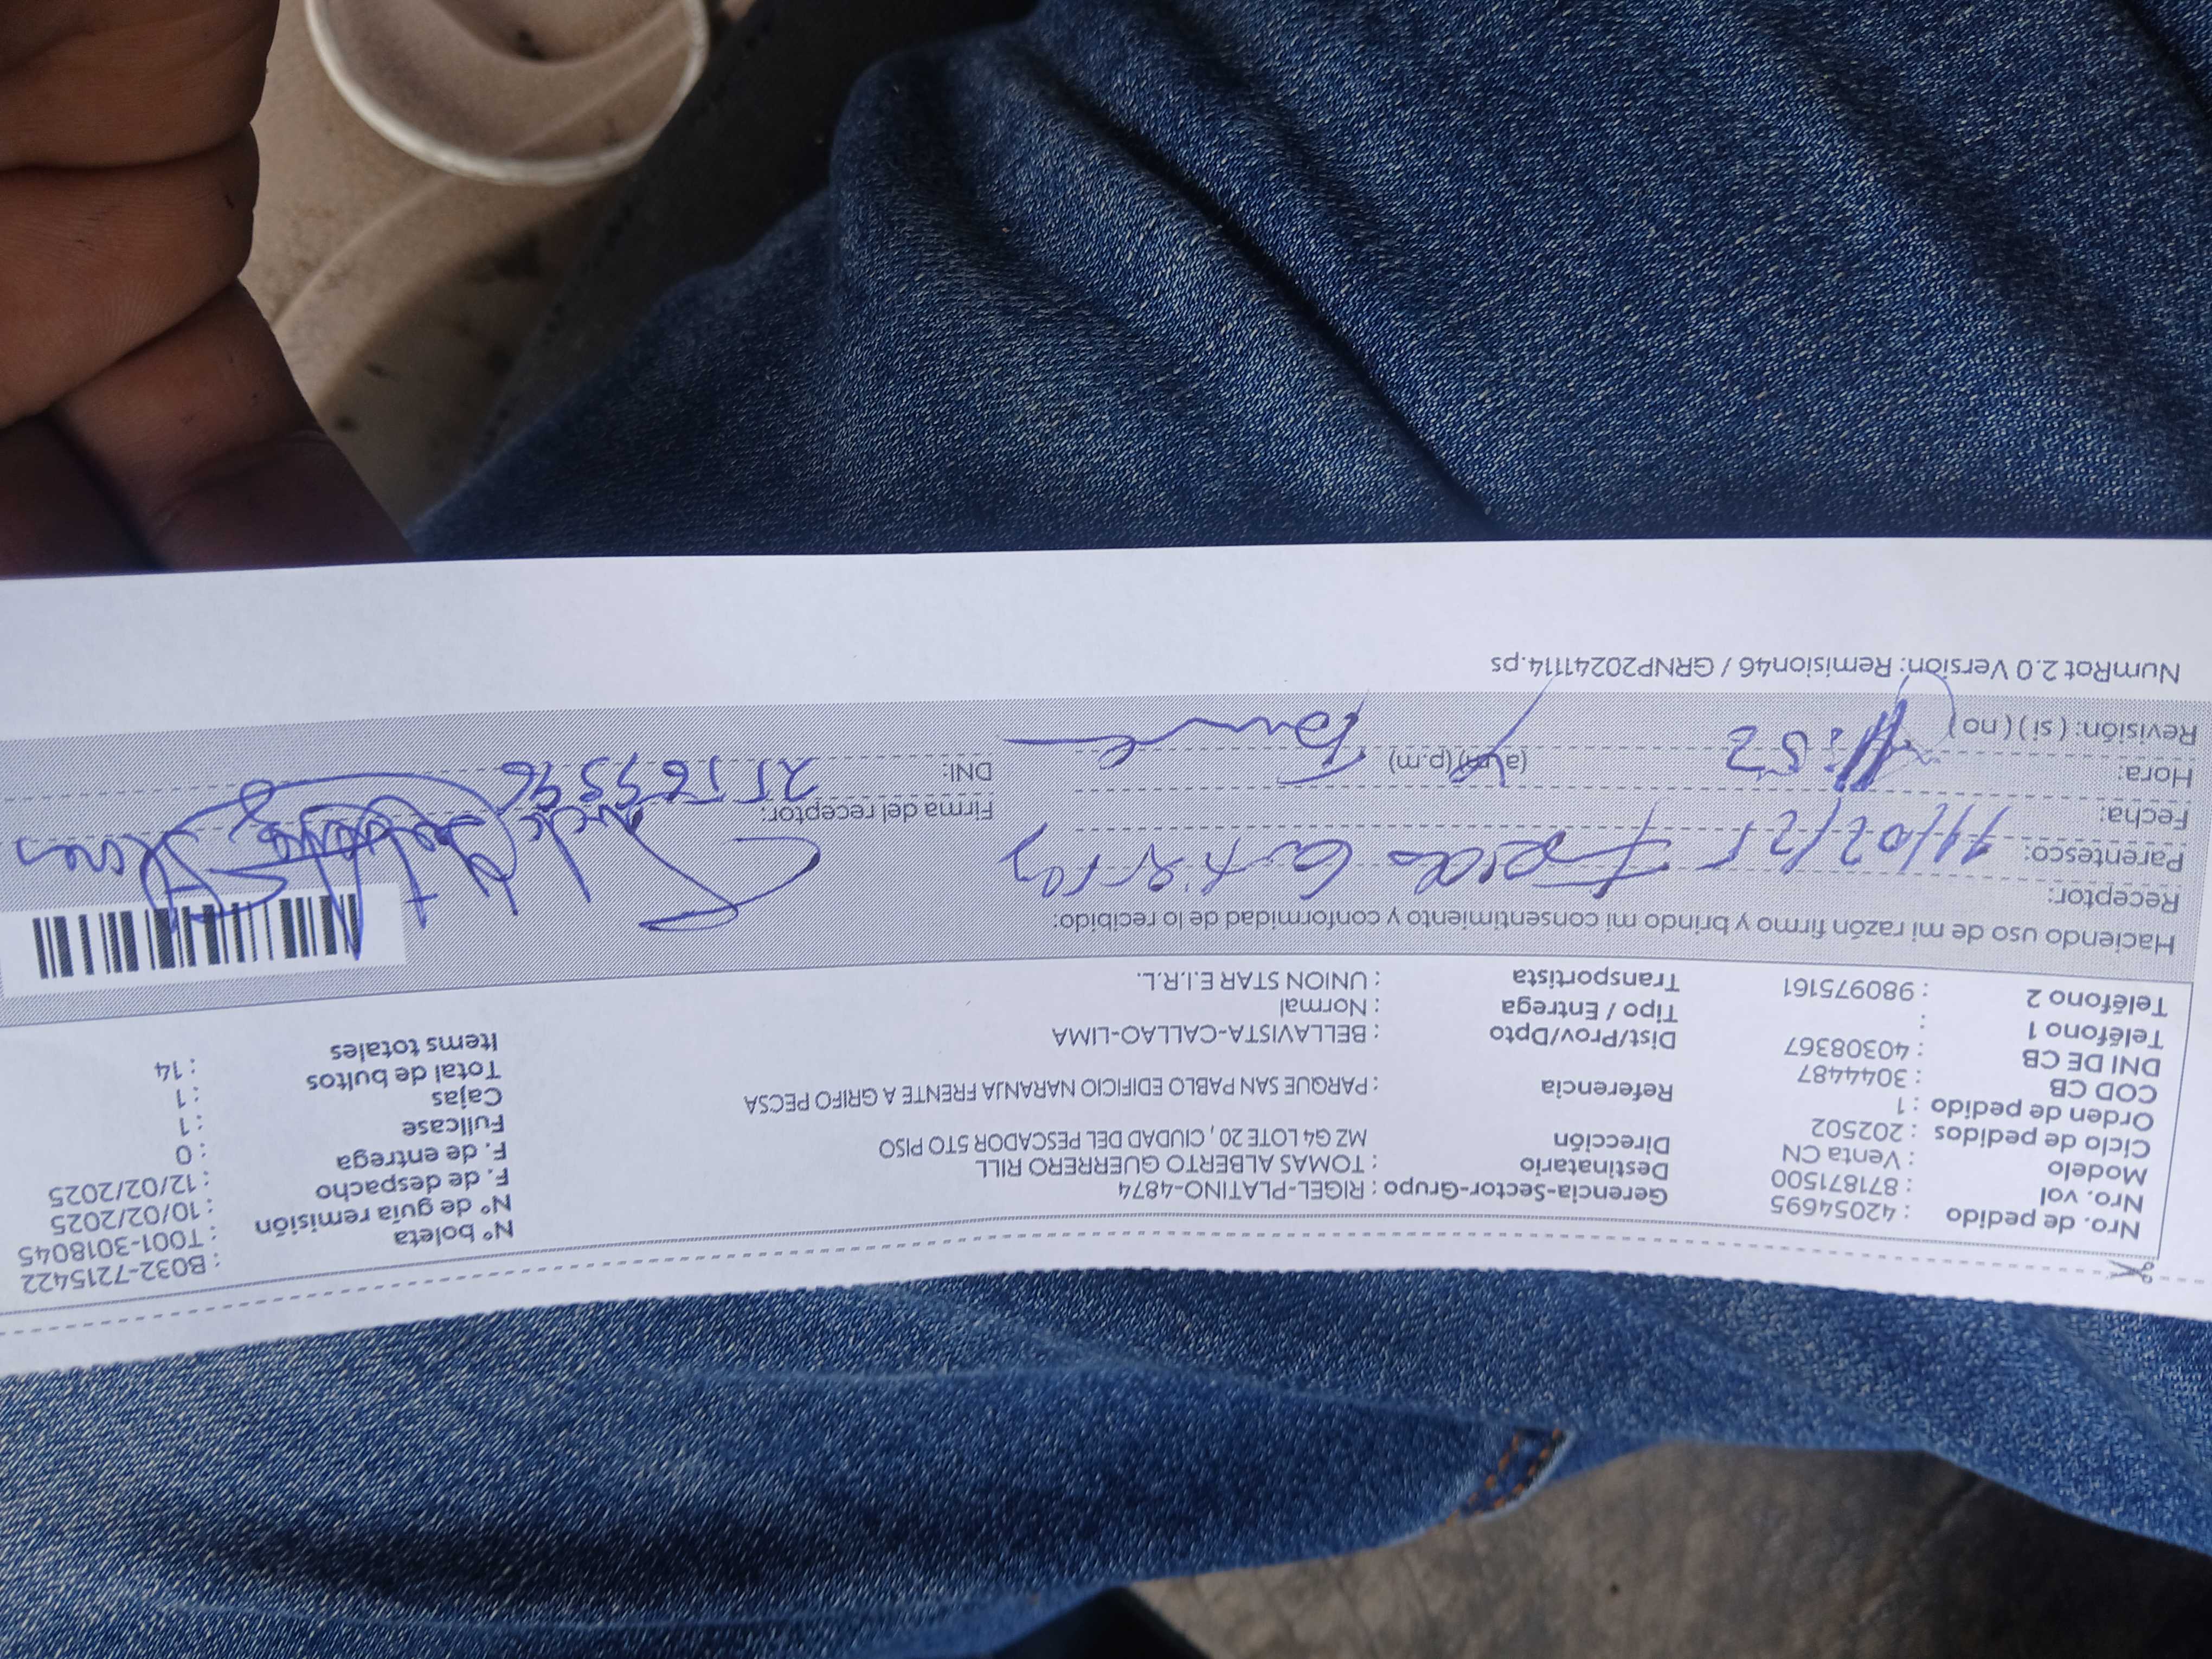 Nro. de pedido : 42054695
Nro. vol : 871871500
Modelo : Venta CN
Ciclo de pedidos : 202502
Orden de pedido : 1
COD CB : 3044487
DNI DE CB : 40308367
Teléfono 1 :
Teléfono 2 : 980975161
Gerencia-Sector-Grupo : RIGEL-PLATINO-4874
Destinatario : TOMAS ALBERTO GUERRERO RILL
Dirección MZ G4 LOTE 20 , CIUDAD DEL PESCADOR 5TO PISO
Referencia : PARQUE SAN PABLO EDIFICIO NARANJA FRENTE A GRIFO PECSA
Dist/Prov/Dpto : BELLAVISTA-CALLAO-LIMA
Tipo / Entrega : Normal
Transportista : UNION STAR E.I.R.L.
N° boleta : B032-7215422
N° de guía remisión : T001-3018045
F. de despacho : 10/02/2025
F. de entrega : 12/02/2025
Fullcase : 0
Cajas : 1
Total de bultos : 1
Items totales : 14
Haciendo uso de mi razón firmo y brindo mi consentimiento y conformidad de lo recibido:
Receptor:
Parentesco:
Fecha: 11/02/25
Hora: 11:52 (a.m) (p.m)
Revisión: ( si ) ( no )
Firma del receptor:
DNI:
NumRot 2.0 Versión: Remision46 / GRNP20241114.ps